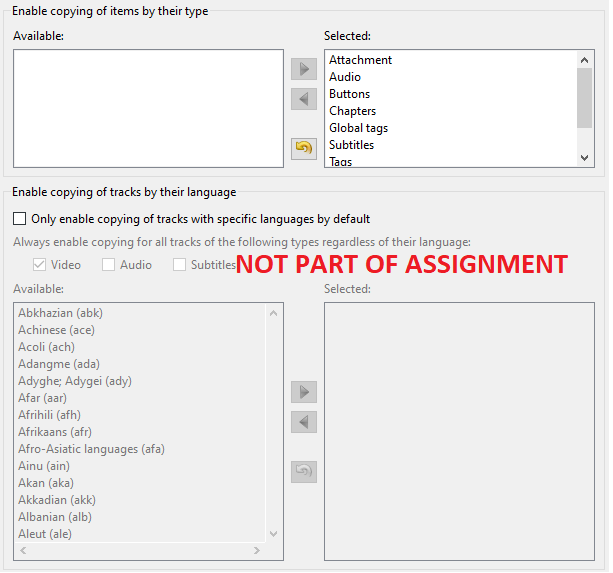 Enable copying of items by their type
Available:
Selected:
Attachment
Audio
Buttons
Chapters
Global tags
Subtitles
Tags
Enable copying of tracks by their language
Only enable copying of tracks with specific languages by default
Always enable copying for all tracks of the following types regardless of their language:
Video Audio Subtitles NOT PART OF ASSIGNMENT
Available:
Selected:
Abkhazian (abk)
Achinese (ace)
Acoli (ach)
Adangme (ada)
Adyghe; Adygei (ady)
Afar (aar)
Afrihili (afh)
Afrikaans (afr)
Afro-Asiatic languages (afa)
Ainu (ain)
Akan (aka)
Akkadian (akk)
Albanian (alb)
Aleut (ale)